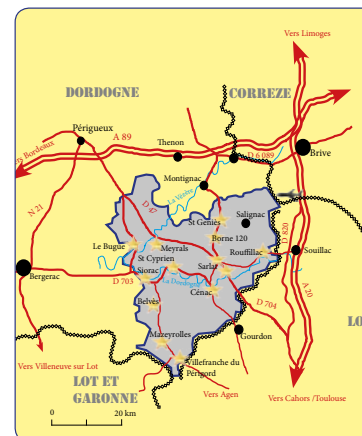 Vers Limoges
DORDOGNE
CORREZE
Périgueux
A 89
Vers Bordeaux
Thenon
D 6 089
Brive
Montignac
La Vézère
N 21
D 47
St Geniès
Salignac
Borne 120
D 820
Le Bugue
Meyrals
Rouffillac
Souillac
St Cyprien
Sarlat
Bergerac
Siorac
D 703
La Dordogne
Cénac
A 20
Belvès
D 704
LO
Gourdon
Mazeyrolles
Villefranche du
Périgord
Vers Villeneuve sur Lot
LOT ET
GARONNE
Vers Agen
Vers Cahors /Toulouse
0
20 km